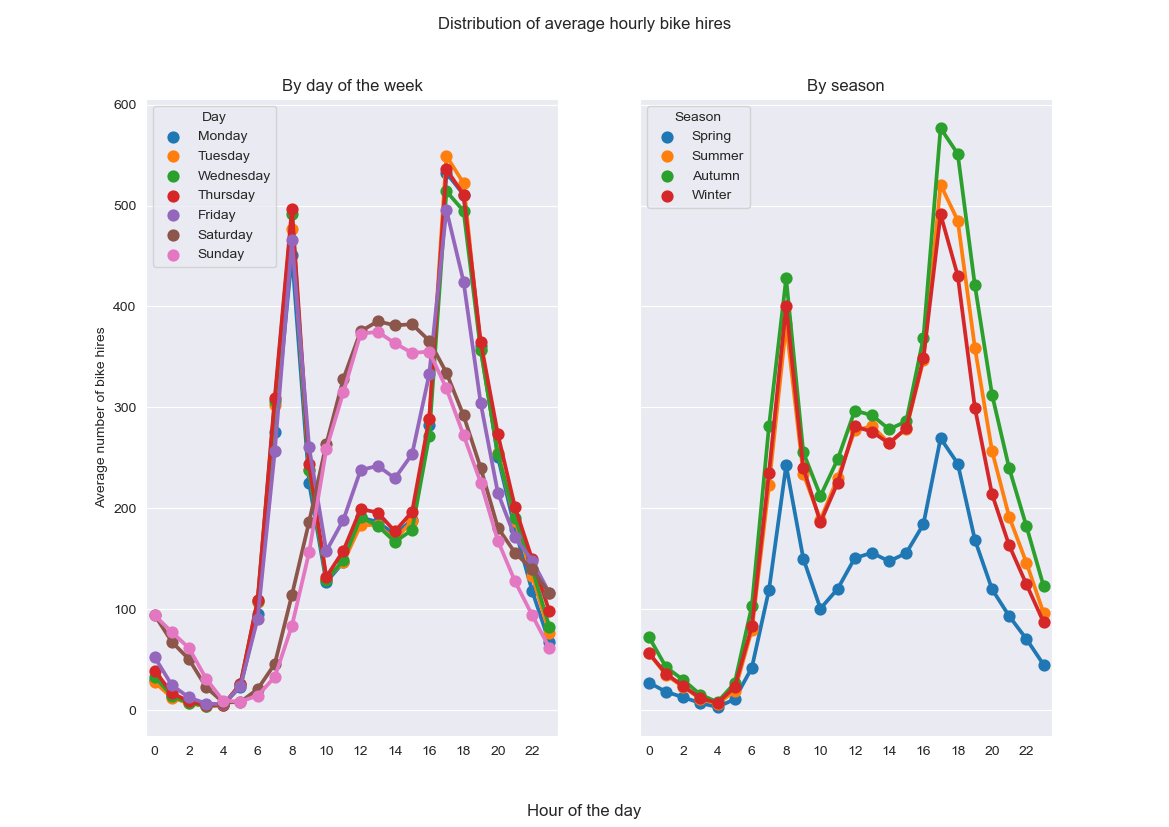 Distribution of average hourly bike hires
By day of the week
Day
Monday
Tuesday
Wednesday
Thursday
Friday
Saturday
Sunday
600
500
400
300
200
100
0
Average number of bike hires
0 2 4 6 8 10 12 14 16 18 20 22
By season
Season
Spring
Summer
Autumn
Winter
0 2 4 6 8 10 12 14 16 18 20 22
Hour of the day